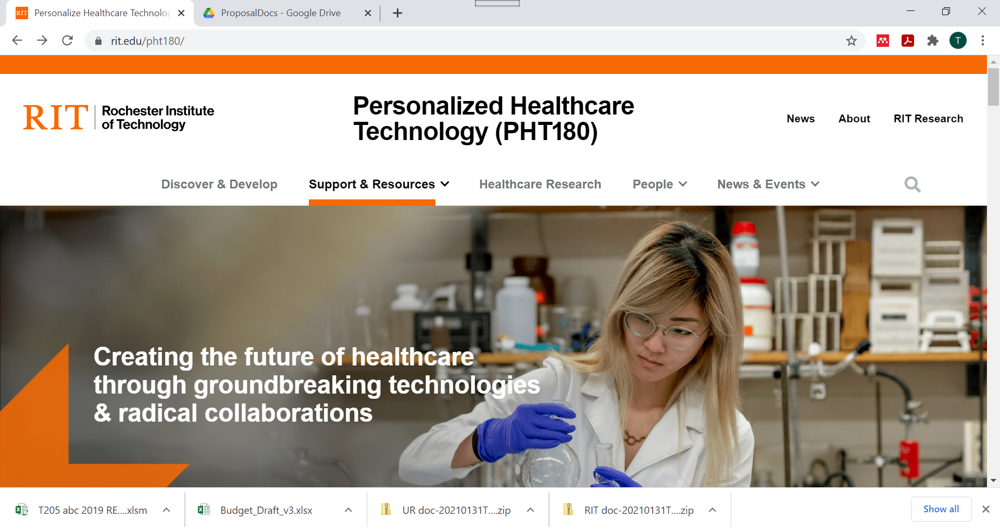 RIT
Personalize Healthcare Technolog
ProposalDocs - Google Drive
rit.edu/pht180/
T
RIT
Rochester Institute
of Technology
Personalized Healthcare
Technology (PHT180)
News
About
RIT Research
Discover & Develop
Support & Resources
Healthcare Research
People
News & Events
Creating the future of healthcare
through groundbreaking technologies
& radical collaborations
T205 abc 2019 RE....xlsm
Budget_Draft_v3.xlsx
UR doc-20210131T....zip
RIT doc-20210131T....zip
Show all